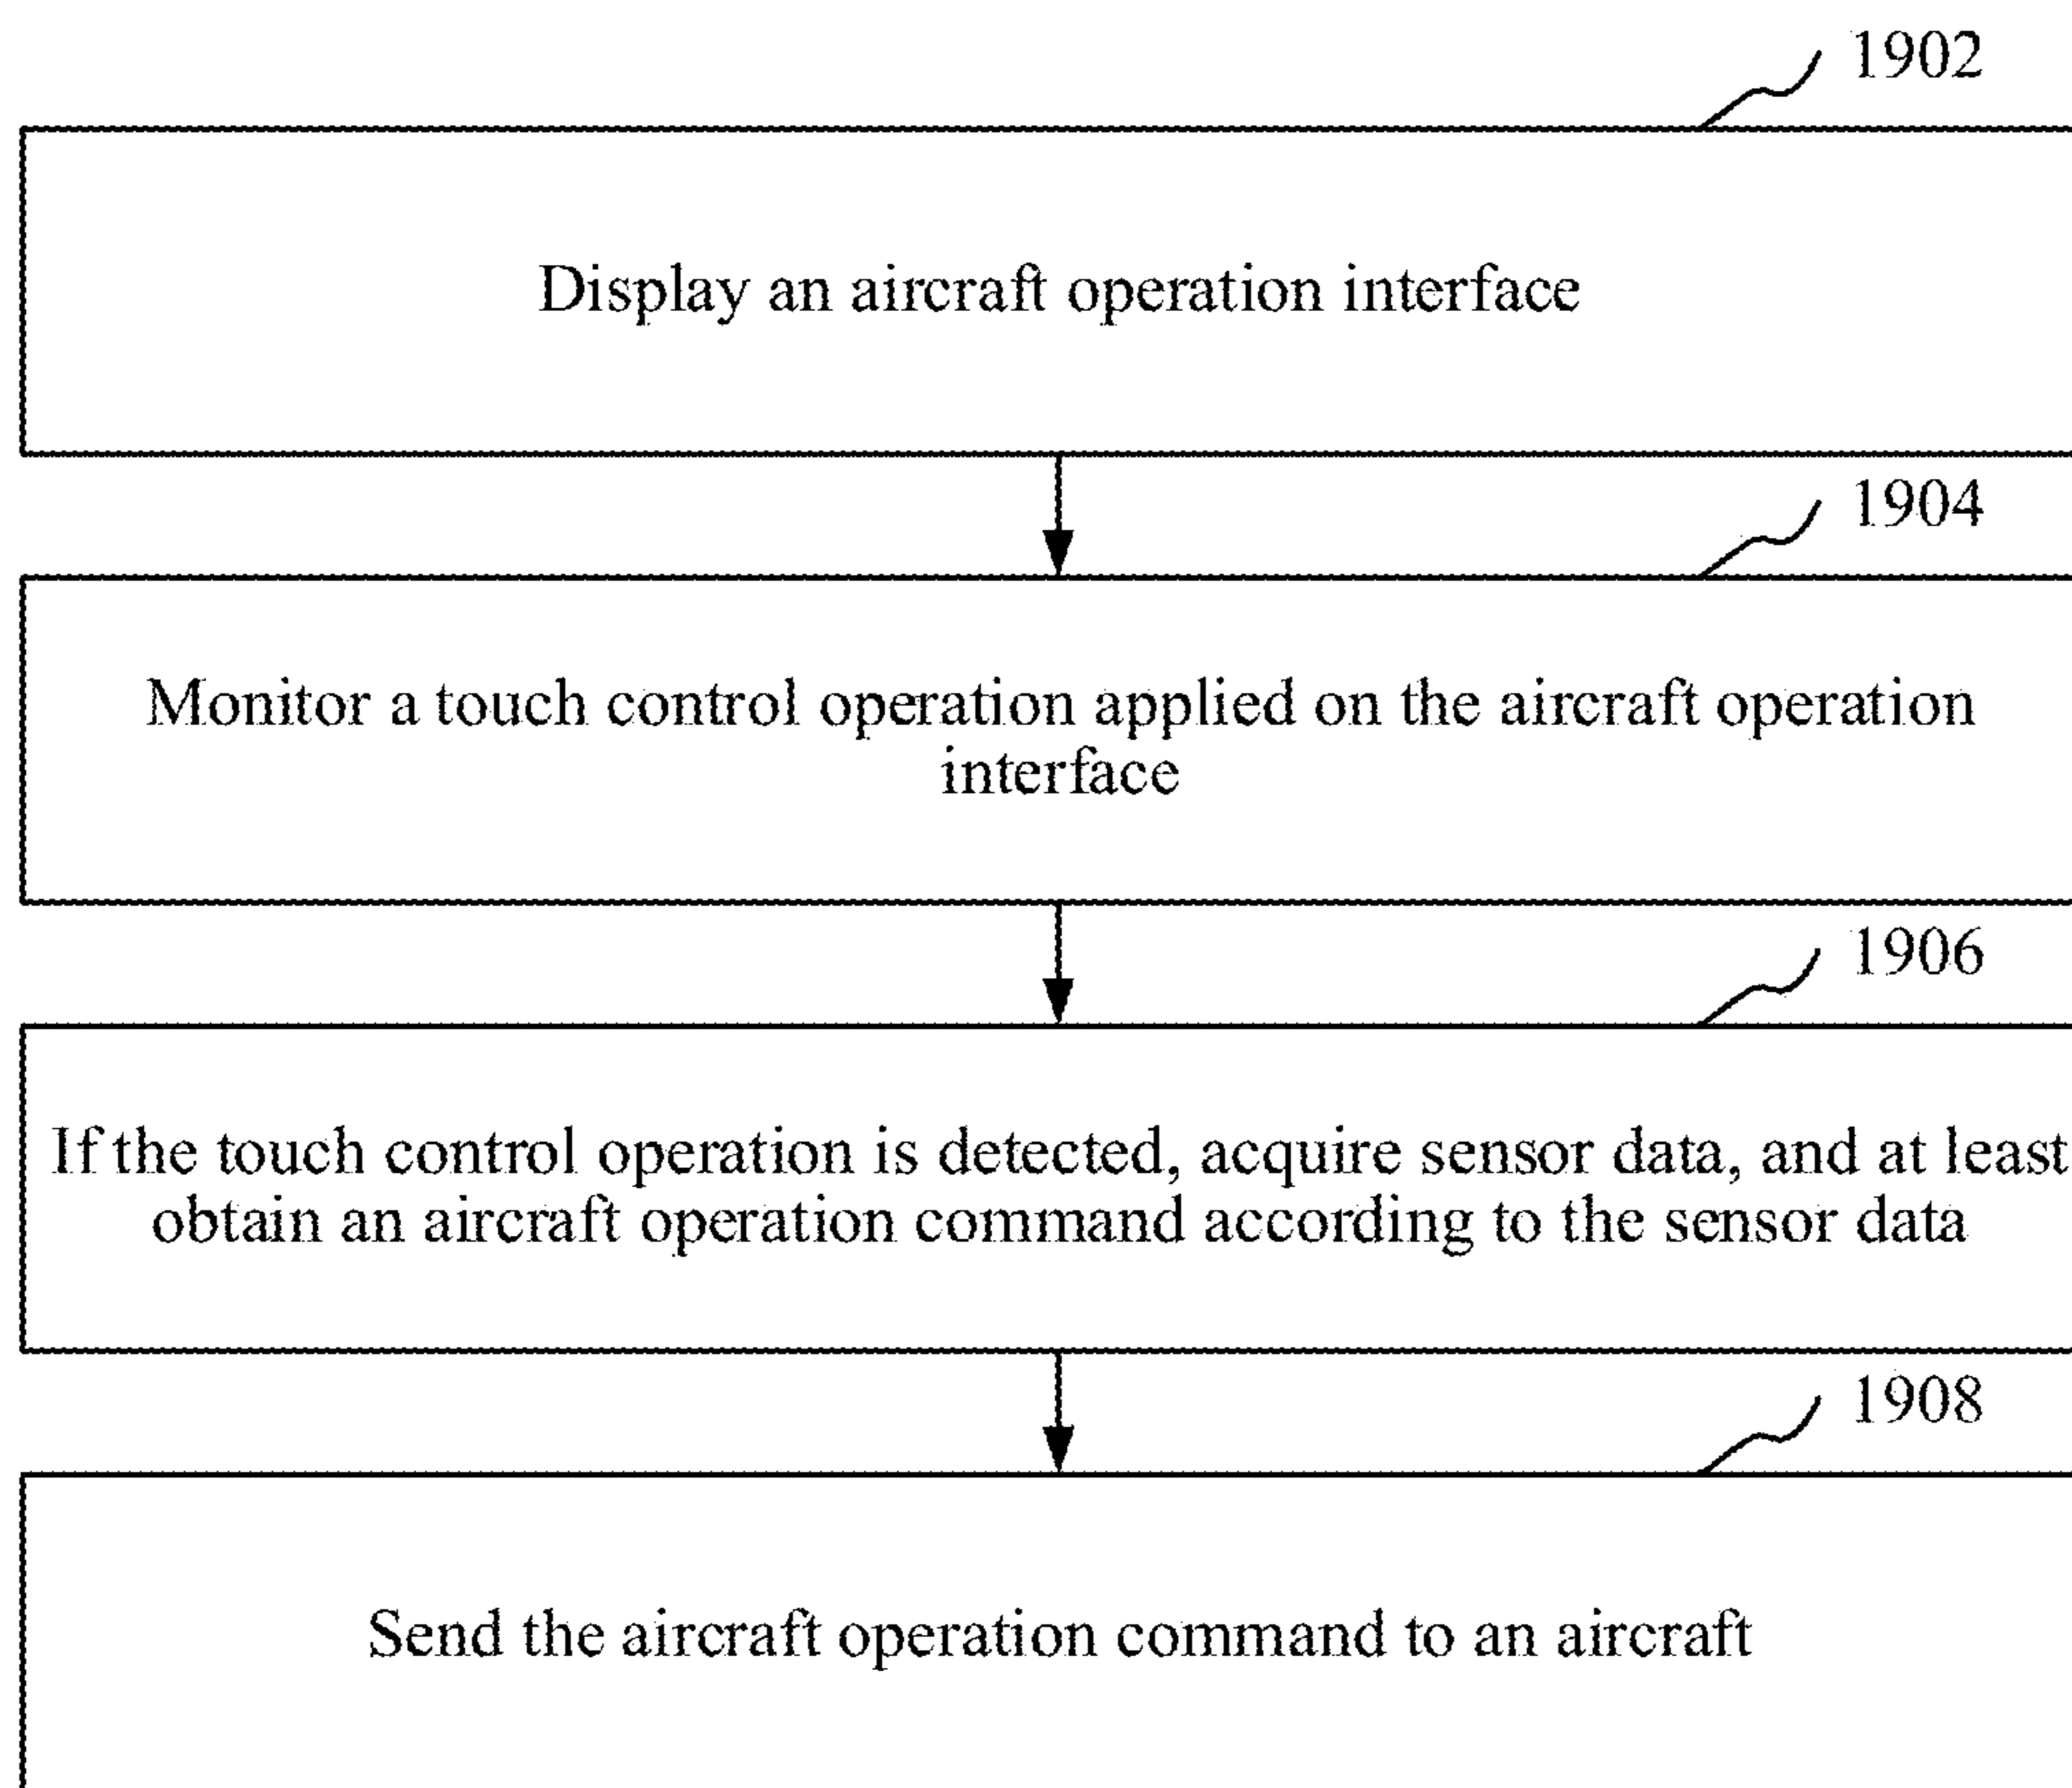 1902
Display an aircraft operation interface
1904
Monitor a touch control operation applied on the aircraft operation
interface
1906
If the touch control operation is detected, acquire sensor data, and at least
obtain an aircraft operation command according to the sensor data
1908
Send the aircraft operation command to an aircraft